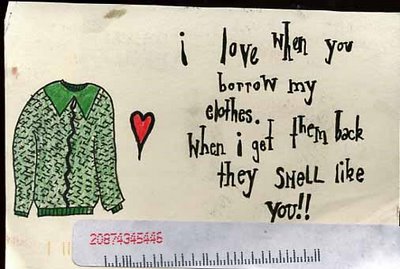 i love when you
borrow my
clothes.
When i get them back
they SMELL like
YOU!!
20874345446